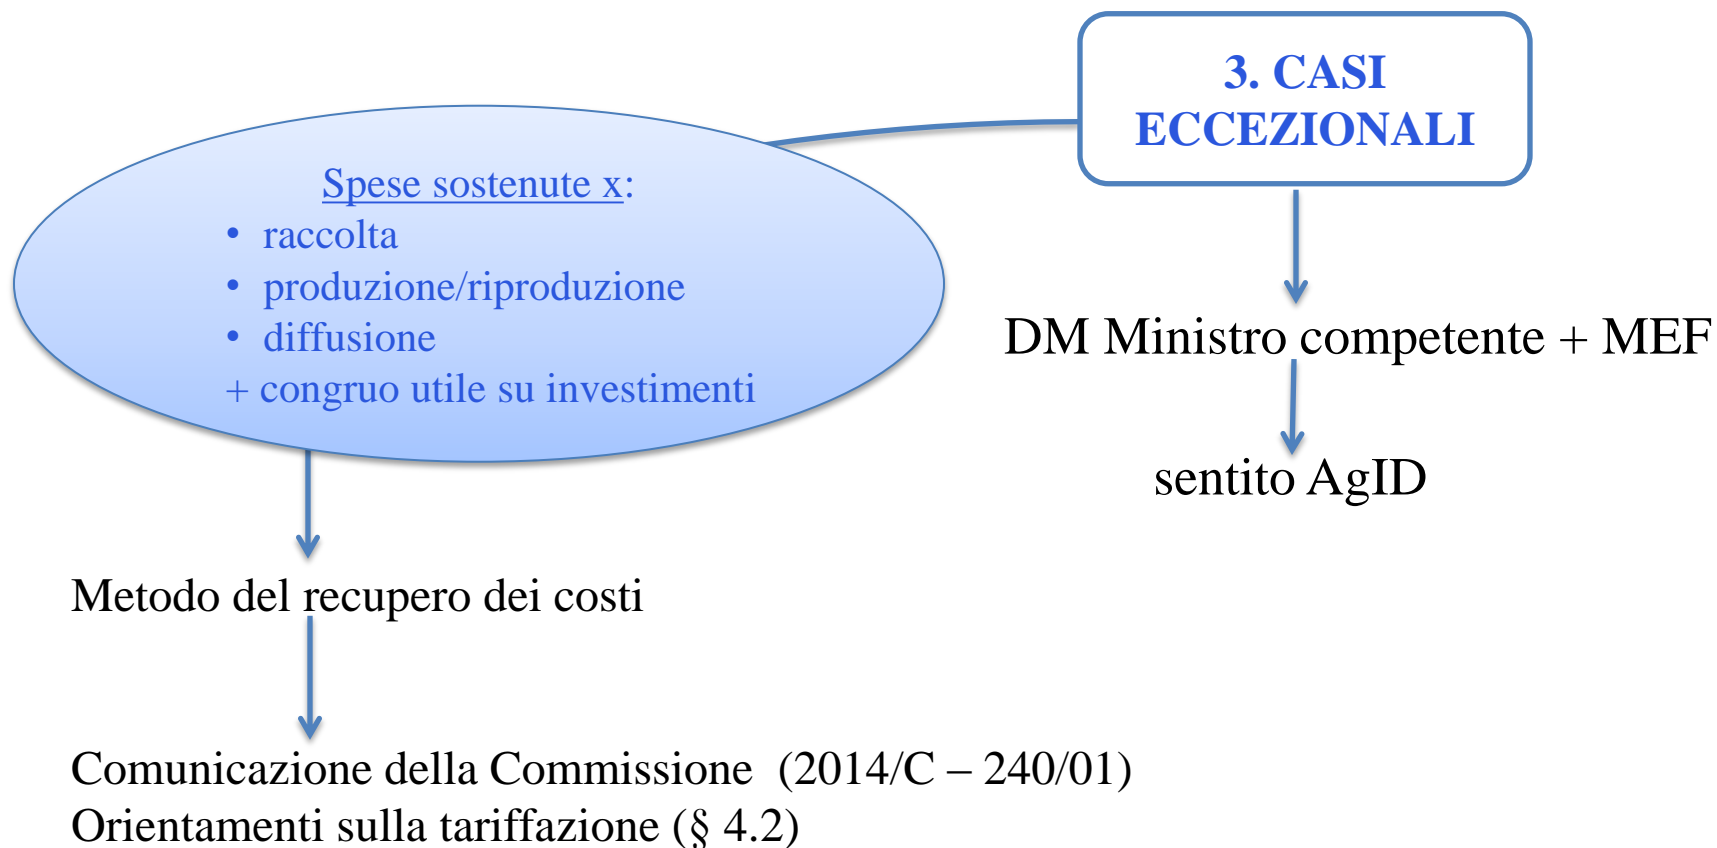 3. CASI
ECCEZIONALI
Spese sostenute x:
• raccolta
• produzione/riproduzione
• diffusione
+ congruo utile su investimenti
DM Ministro competente + MEF
sentito AgID
Metodo del recupero dei costi
Comunicazione della Commissione (2014/C – 240/01)
Orientamenti sulla tariffazione (§ 4.2)